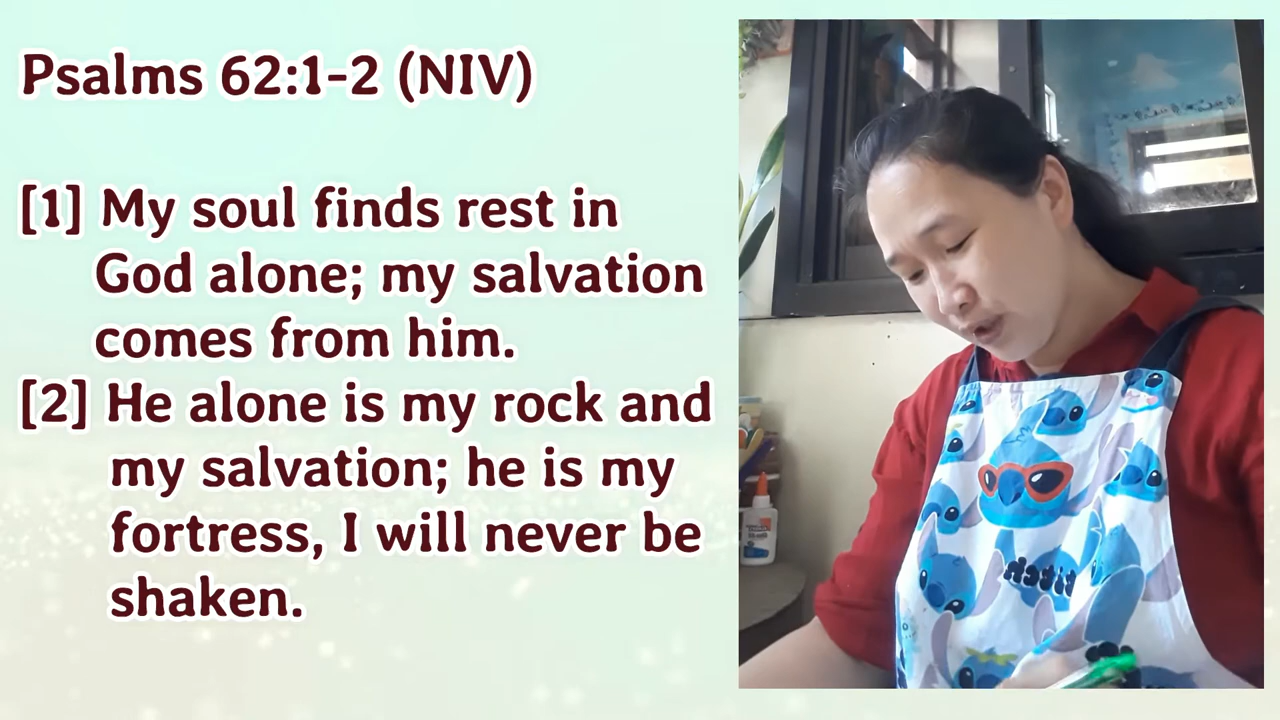 Psalms 62:1-2 (NIV)
[1] My soul finds rest in
God alone; my salvation
comes from him.
[2] He alone is my rock and
my salvation; he is my
fortress, I will never be
shaken.
Stitch